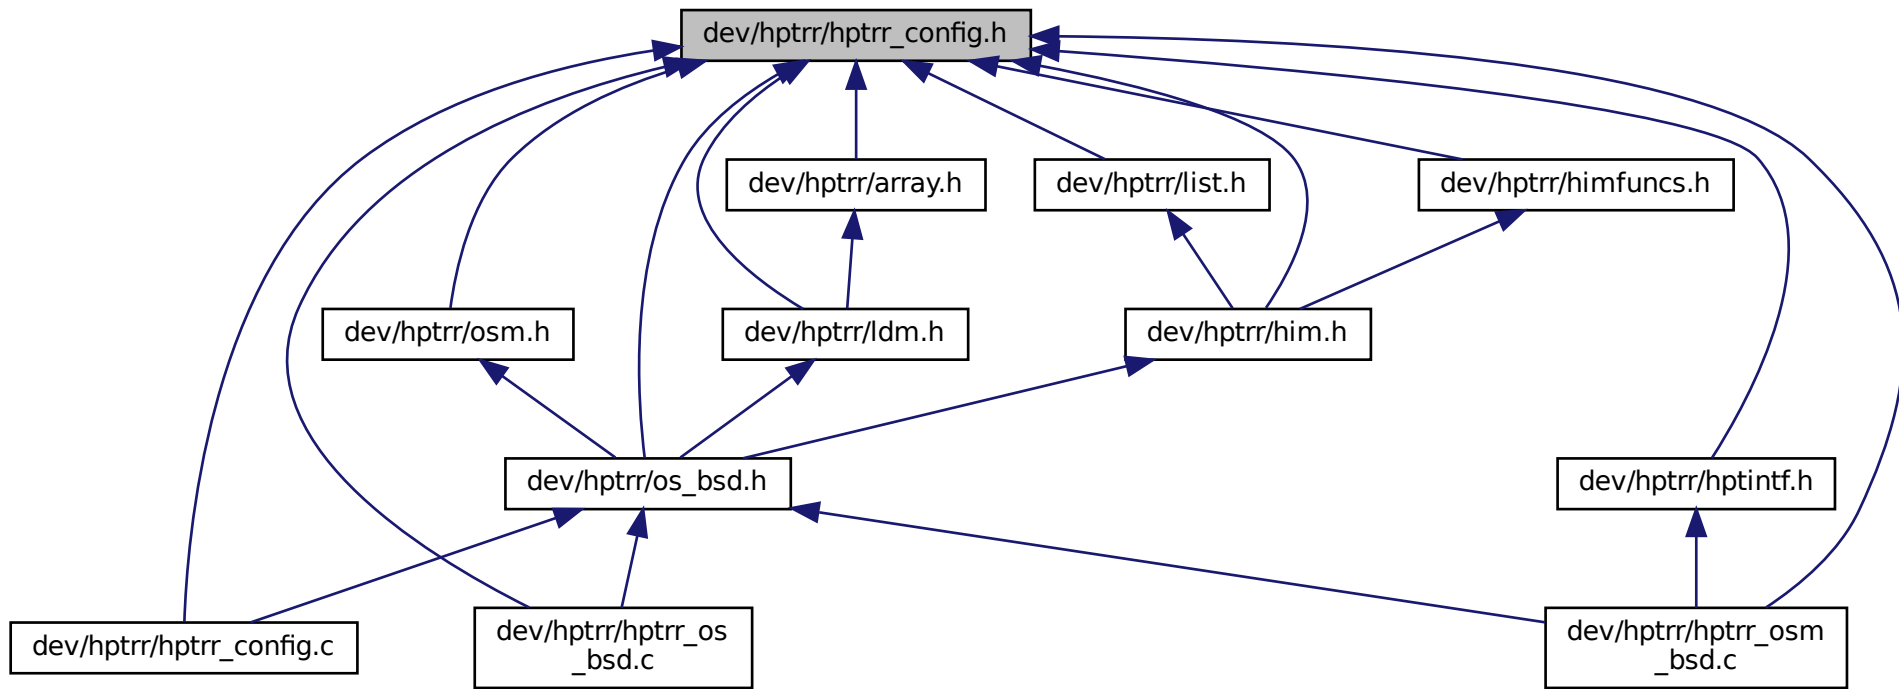 dev/hptrr/hptrr_config.h
dev/hptrr/array.h
dev/hptrr/list.h
dev/hptrr/himfuncs.h
dev/hptrr/osm.h
dev/hptrr/ldm.h
dev/hptrr/him.h
dev/hptrr/os_bsd.h
dev/hptrr/hptintf.h
dev/hptrr/hptrr_config.c
dev/hptrr/hptrr_os
_bsd.c
dev/hptrr/hptrr_osm
_bsd.c